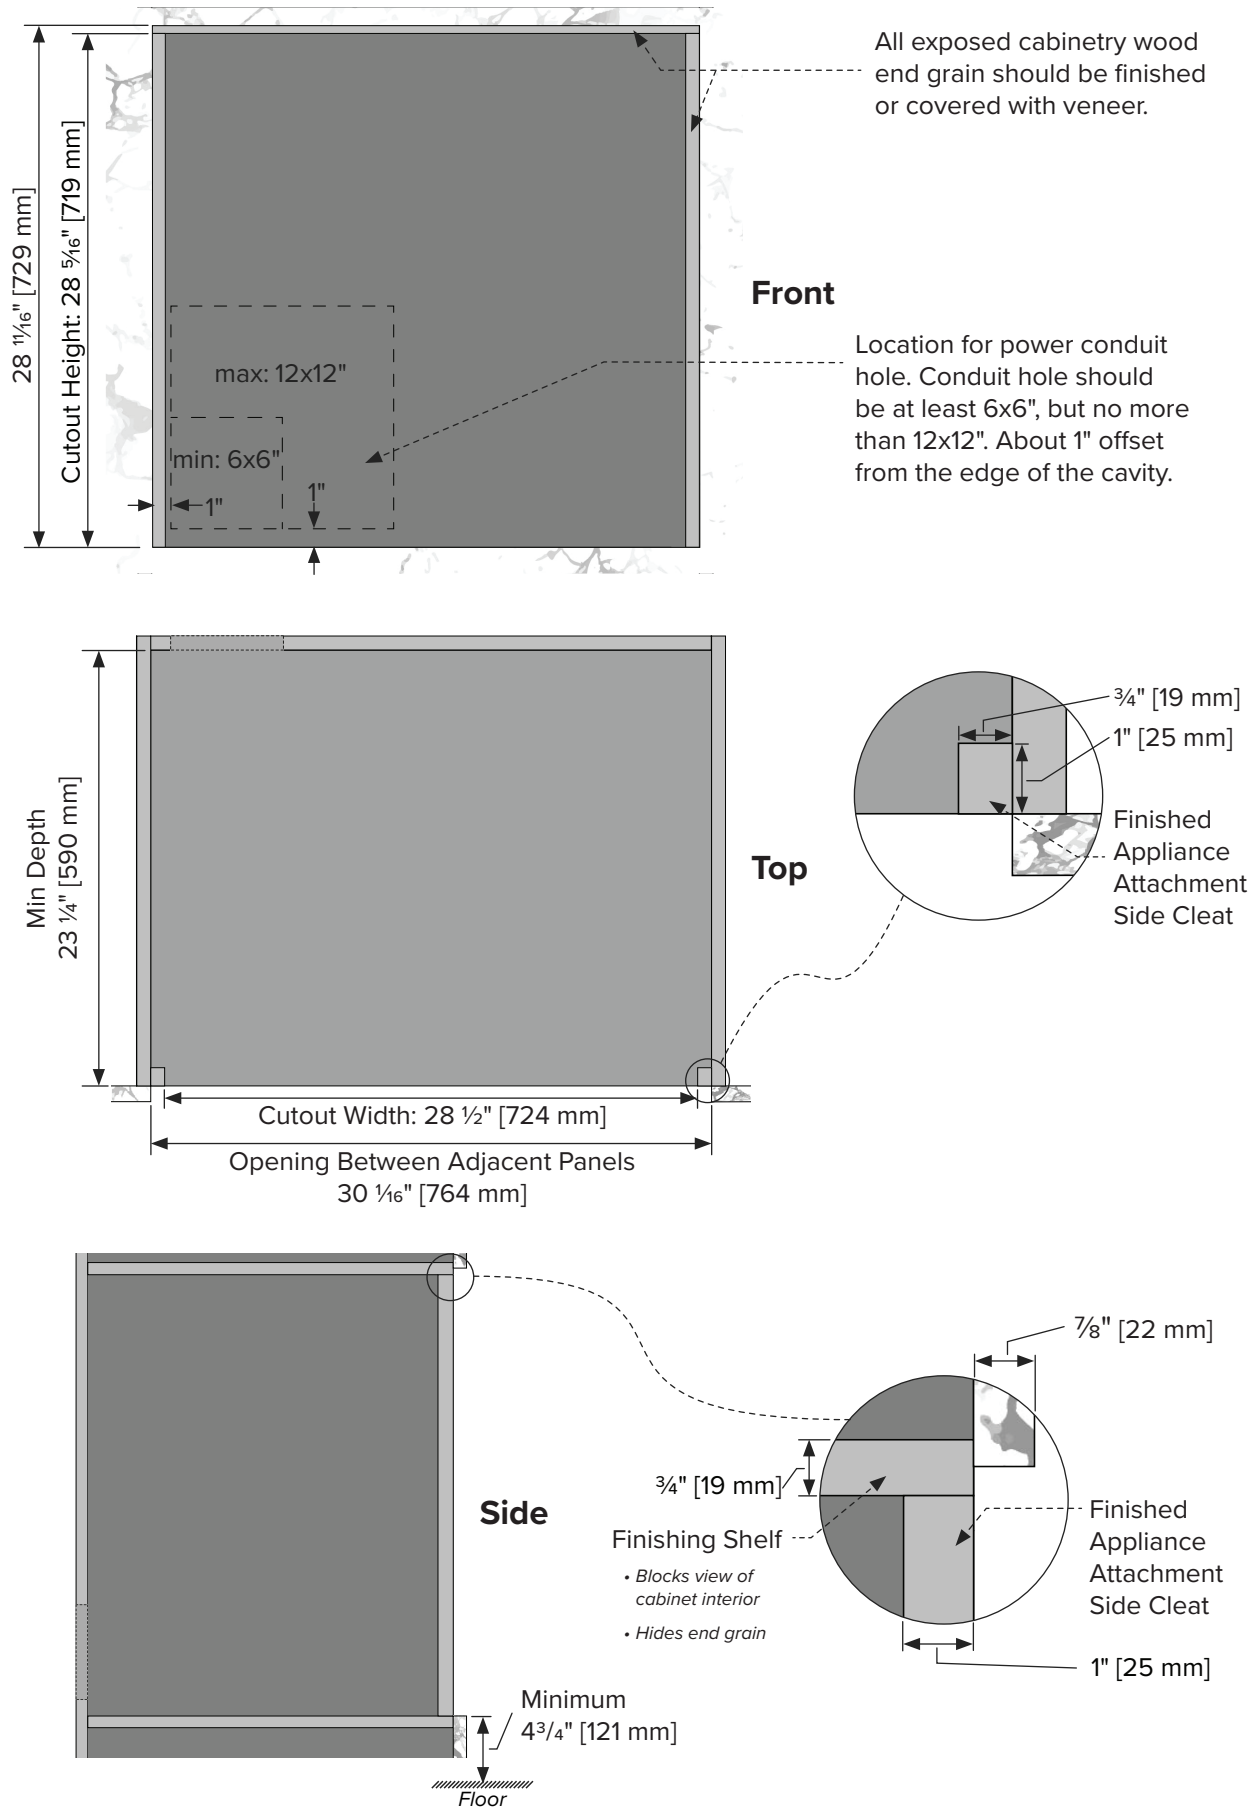 All exposed cabinetry wood
end grain should be finished
or covered with veneer.
28 11⁄16" [729 mm]
Cutout Height: 28 5⁄16" [719 mm]
Front
Location for power conduit
hole. Conduit hole should
be at least 6x6", but no more
than 12x12". About 1" offset
from the edge of the cavity.
max: 12x12"
min: 6x6"
1"
1"
Min Depth
23 ¼" [590 mm]
Top
¾" [19 mm]
1" [25 mm]
Finished
Appliance
Attachment
Side Cleat
Cutout Width: 28 ½" [724 mm]
Opening Between Adjacent Panels
30 1⁄16" [764 mm]
Side
⅞" [22 mm]
¾" [19 mm]
Finishing Shelf
• Blocks view of
cabinet interior
• Hides end grain
Finished
Appliance
Attachment
Side Cleat
1" [25 mm]
Minimum
4 3/4" [121 mm]
Floor